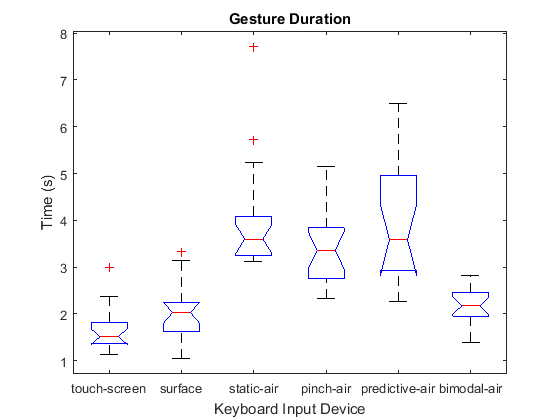 Gesture Duration
8
7
6
5
4
3
2
1
Time (s)
touch-screen surface static-air pinch-air predictive-air bimodal-air
Keyboard Input Device